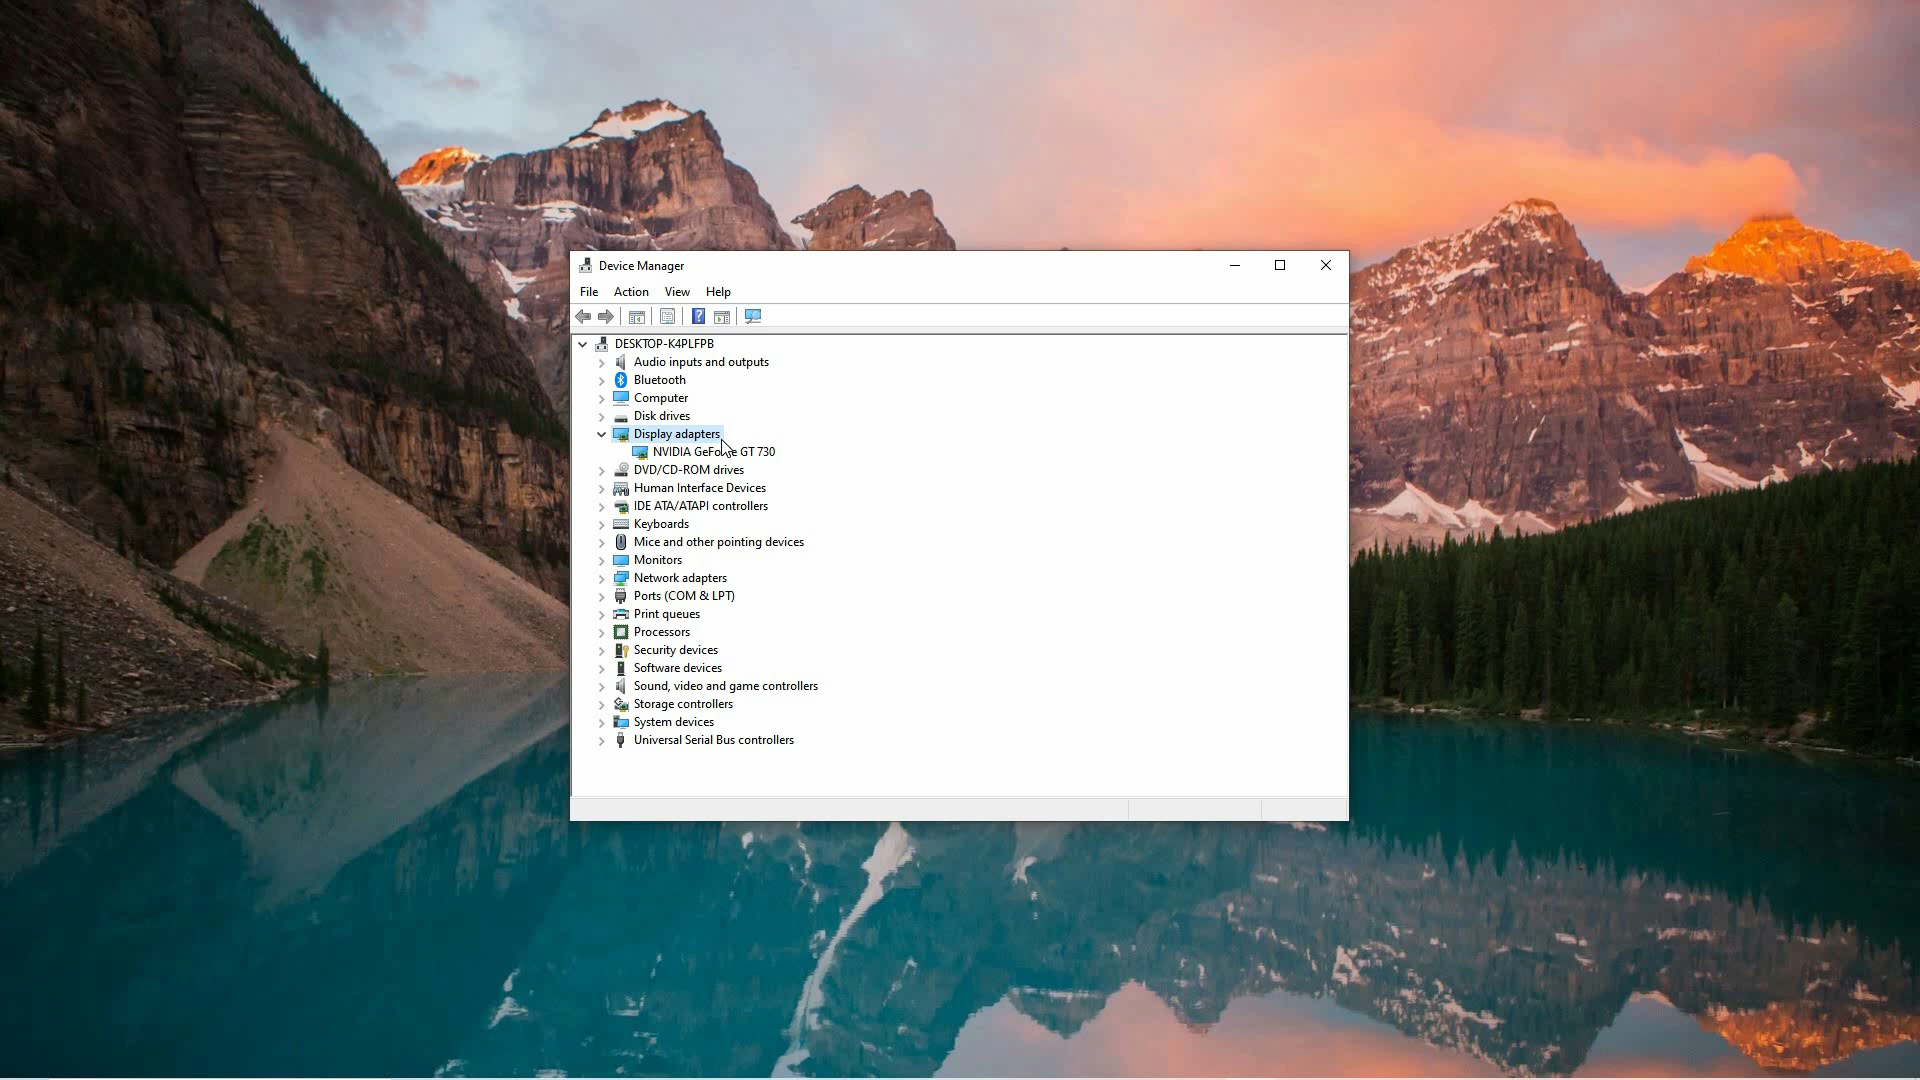 Device Manager
File Action View Help
DESKTOP-K4PLFPB
Audio inputs and outputs
Bluetooth
Computer
Disk drives
Display adapters
NVIDIA GeForce GT 730
DVD/CD-ROM drives
Human Interface Devices
IDE ATA/ATAPI controllers
Keyboards
Mice and other pointing devices
Monitors
Network adapters
Ports (COM & LPT)
Print queues
Processors
Security devices
Software devices
Sound, video and game controllers
Storage controllers
System devices
Universal Serial Bus controllers